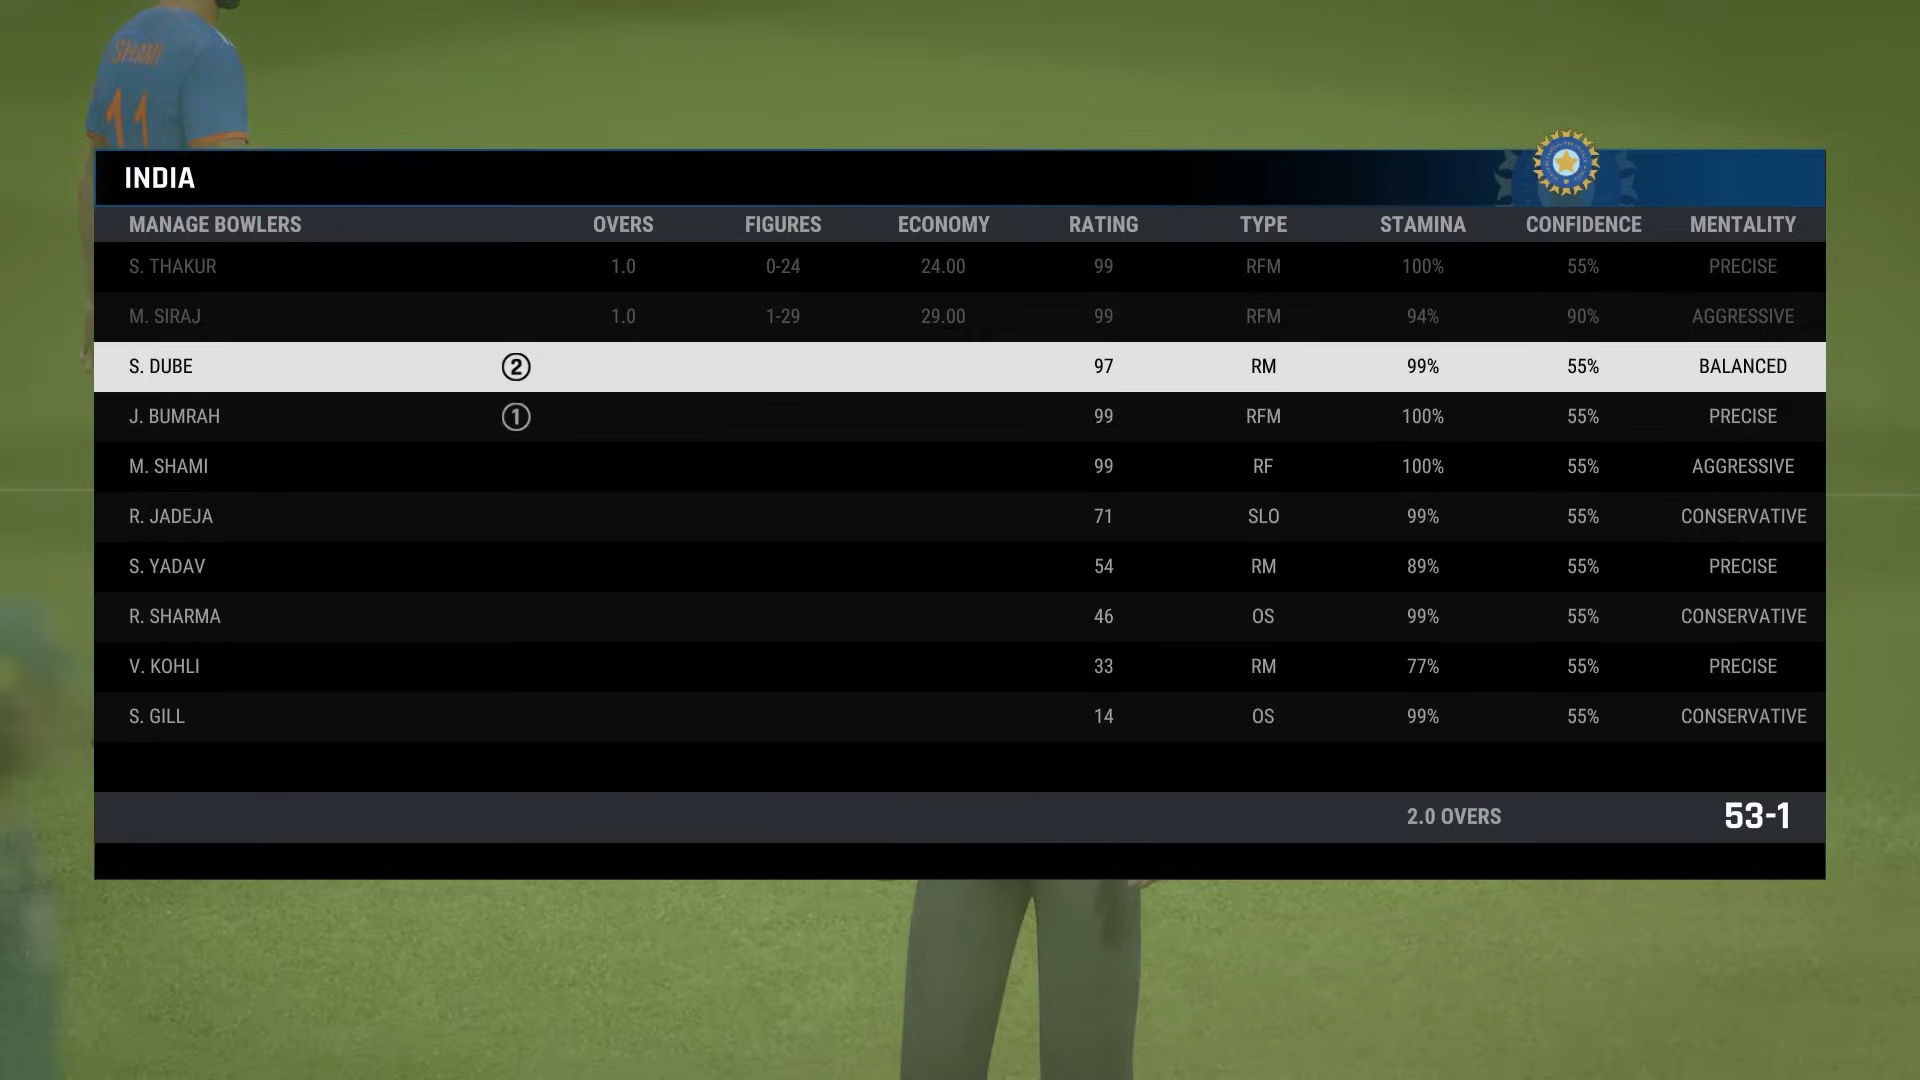 SHAMI
11
INDIA
MANAGE BOWLERS OVERS FIGURES ECONOMY RATING TYPE STAMINA CONFIDENCE MENTALITY
S. THAKUR 1.0 0-24 24.00 99 RFM 100% 55% PRECISE
M. SIRAJ 1.0 1-29 29.00 99 RFM 94% 90% AGGRESSIVE
S. DUBE 2 97 RM 99% 55% BALANCED
J. BUMRAH 1 99 RFM 100% 55% PRECISE
M. SHAMI 99 RF 100% 55% AGGRESSIVE
R. JADEJA 71 SLO 99% 55% CONSERVATIVE
S. YADAV 54 RM 89% 55% PRECISE
R. SHARMA 46 OS 99% 55% CONSERVATIVE
V. KOHLI 33 RM 77% 55% PRECISE
S. GILL 14 OS 99% 55% CONSERVATIVE
2.0 OVERS 53-1